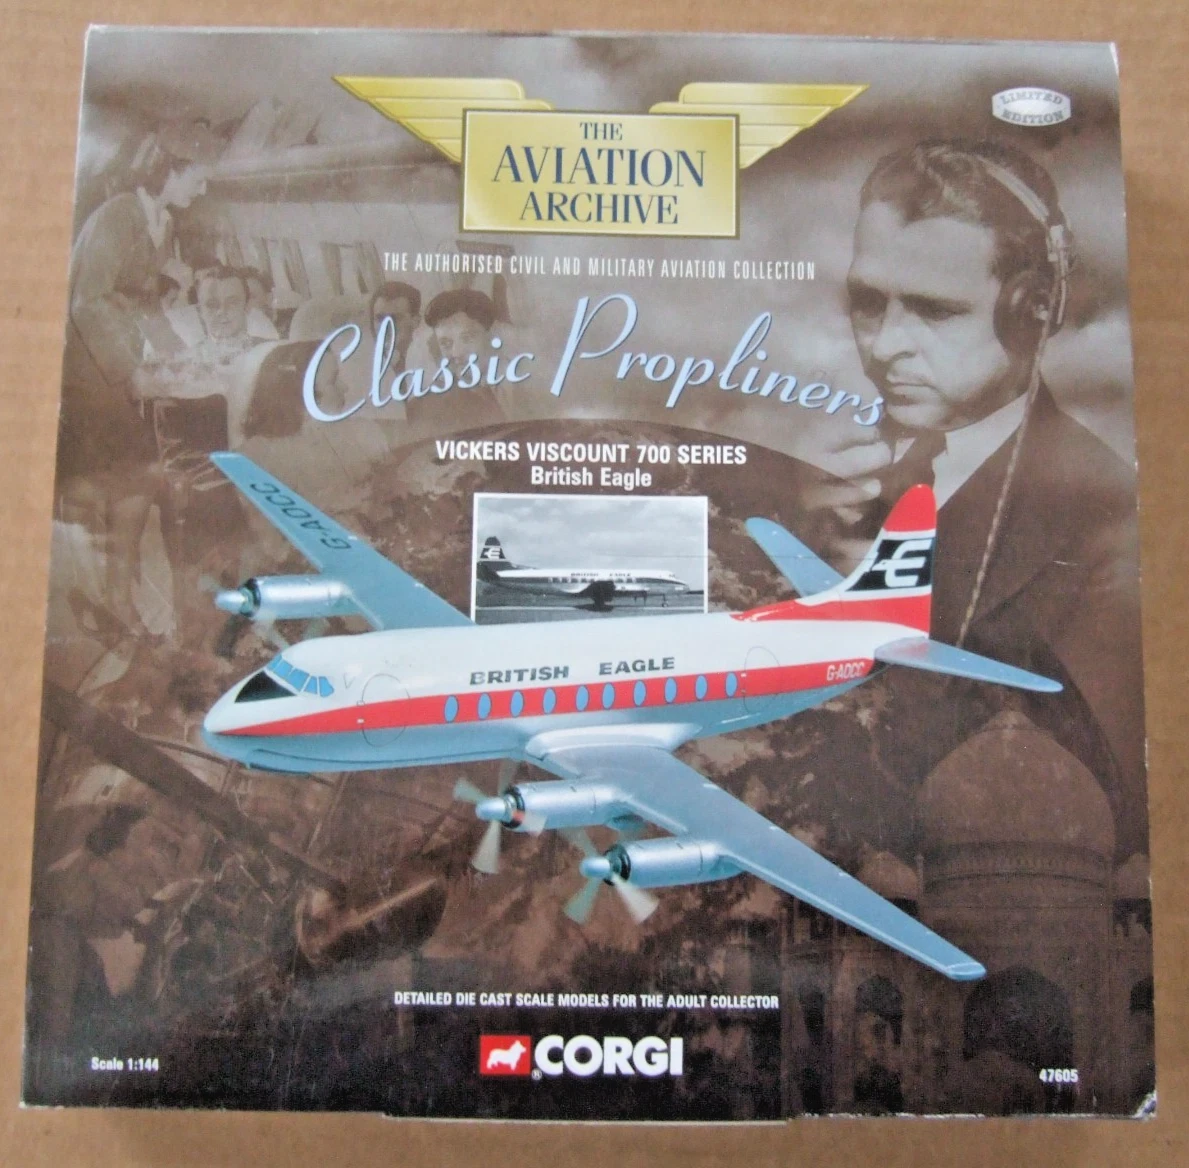 LIMITED
EDITION
THE
AVIATION
ARCHIVE
THE AUTHORISED CIVIL AND MILITARY AVIATION COLLECTION
Classic Propliners
VICKERS VISCOUNT 700 SERIES
British Eagle
G-AOCC
BRITISH EAGLE
E
BRITISH EAGLE
G-AOCC
E
DETAILED DIE CAST SCALE MODELS FOR THE ADULT COLLECTOR
CORGI
®
Scale 1:144
47605